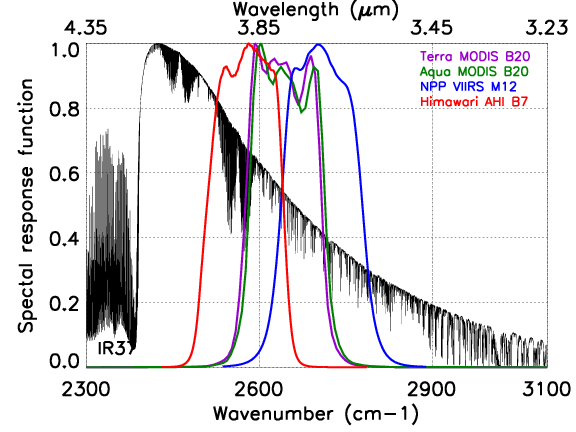 Wavelength (μm)
4.35 3.85 3.45 3.23
Terra MODIS B20
Aqua MODIS B20
NPP VIIRS M12
Himawari AHI B7
Spectal response function
1.0
0.8
0.6
0.4
0.2
0.0
IR37
2300 2600 2900 3100
Wavenumber (cm-1)